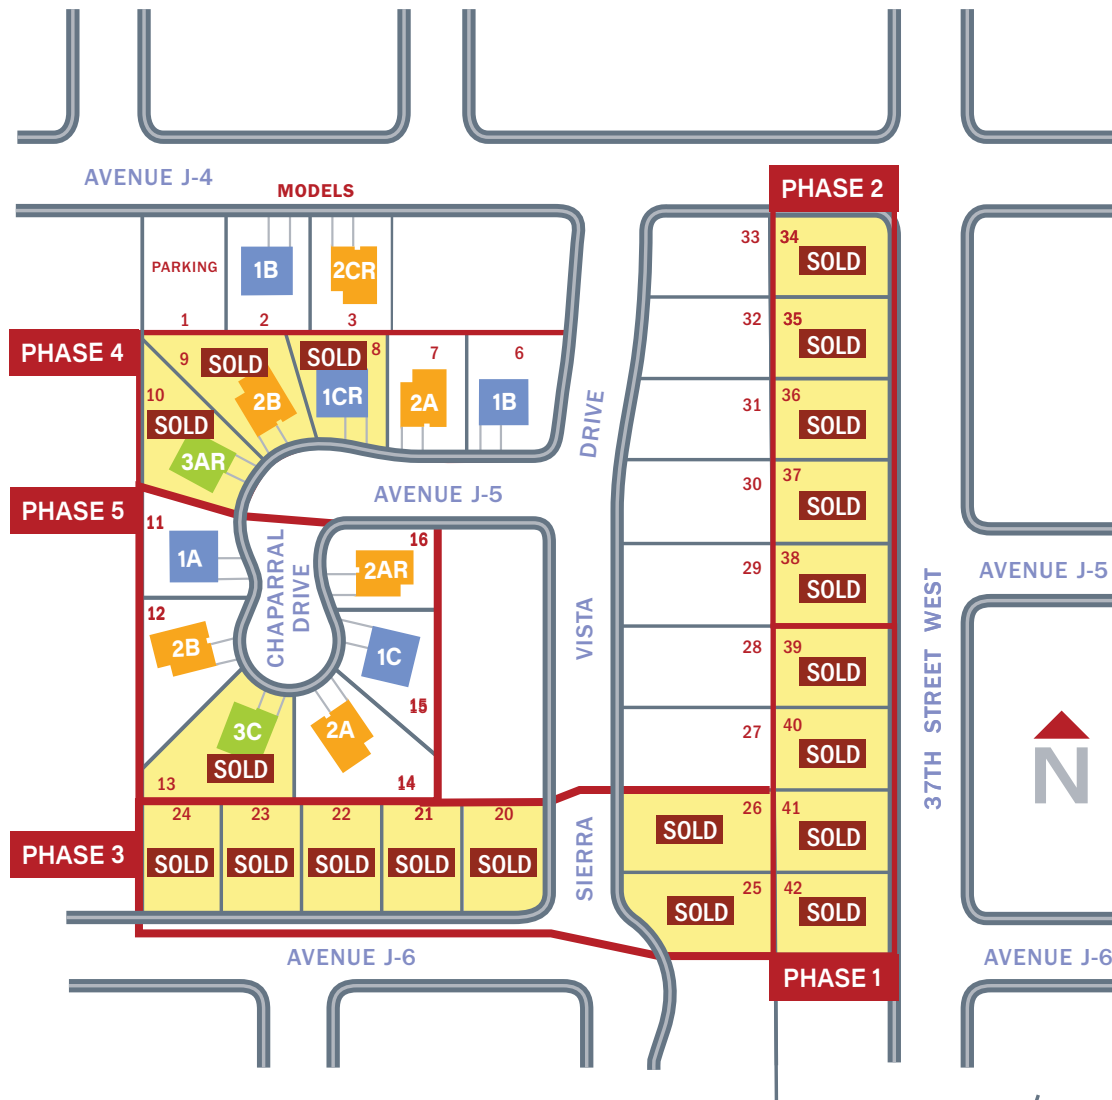 AVENUE J-4
MODELS
PHASE 2
PARKING
1B
2CR
1
2
3
33
34
SOLD
32
35
SOLD
PHASE 4
9
SOLD
SOLD
8
7
6
10
SOLD
2B
1CR
2A
1B
3AR
DRIVE
31
36
SOLD
30
37
SOLD
PHASE 5
AVENUE J-5
11
1A
CHAPARRAL
DRIVE
16
2AR
29
38
SOLD
AVENUE J-5
12
2B
1C
15
VISTA
28
39
SOLD
37TH STREET WEST
3C
SOLD
13
2A
14
27
40
SOLD
N
PHASE 3
24
23
22
21
20
SOLD
SOLD
SOLD
SOLD
SOLD
SIERRA
26
SOLD
41
SOLD
25
SOLD
42
SOLD
AVENUE J-6
AVENUE J-6
PHASE 1